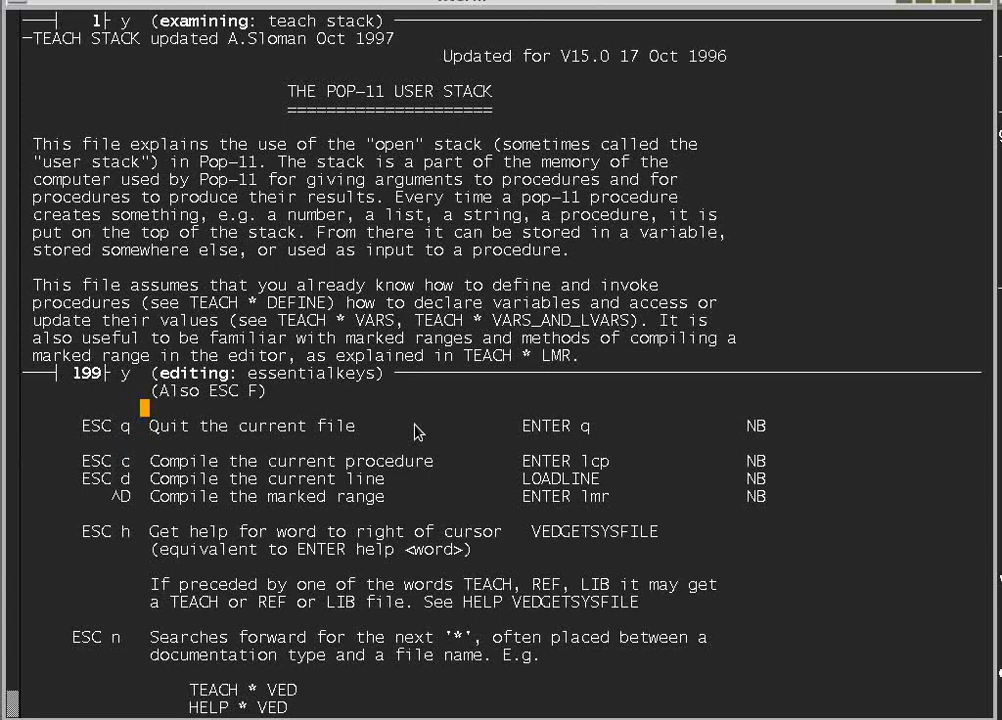 1 y (examining: teach stack)
-TEACH STACK updated A.Sloman Oct 1997
Updated for V15.0 17 Oct 1996
THE POP-11 USER STACK
=====================
This file explains the use of the "open" stack (sometimes called the
"user stack") in Pop-11. The stack is a part of the memory of the
computer used by Pop-11 for giving arguments to procedures and for
procedures to produce their results. Every time a pop-11 procedure
creates something, e.g. a number, a list, a string, a procedure, it is
put on the top of the stack. From there it can be stored in a variable,
stored somewhere else, or used as input to a procedure.
This file assumes that you already know how to define and invoke
procedures (see TEACH * DEFINE) how to declare variables and access or
update their values (see TEACH * VARS, TEACH * VARS_AND_LVARS). It is
also useful to be familiar with marked ranges and methods of compiling a
marked range in the editor, as explained in TEACH * LMR.
199 y (editing: essentialkeys)
(Also ESC F)
ESC q Quit the current file ENTER q NB
ESC c Compile the current procedure ENTER lcp NB
ESC d Compile the current line LOADLINE NB
^D Compile the marked range ENTER lmr NB
ESC h Get help for word to right of cursor VEDGETSYSFILE
(equivalent to ENTER help <word>)
If preceded by one of the words TEACH, REF, LIB it may get
a TEACH or REF or LIB file. See HELP VEDGETSYSFILE
ESC n Searches forward for the next '*', often placed between a
documentation type and a file name. E.g.
TEACH * VED
HELP * VED